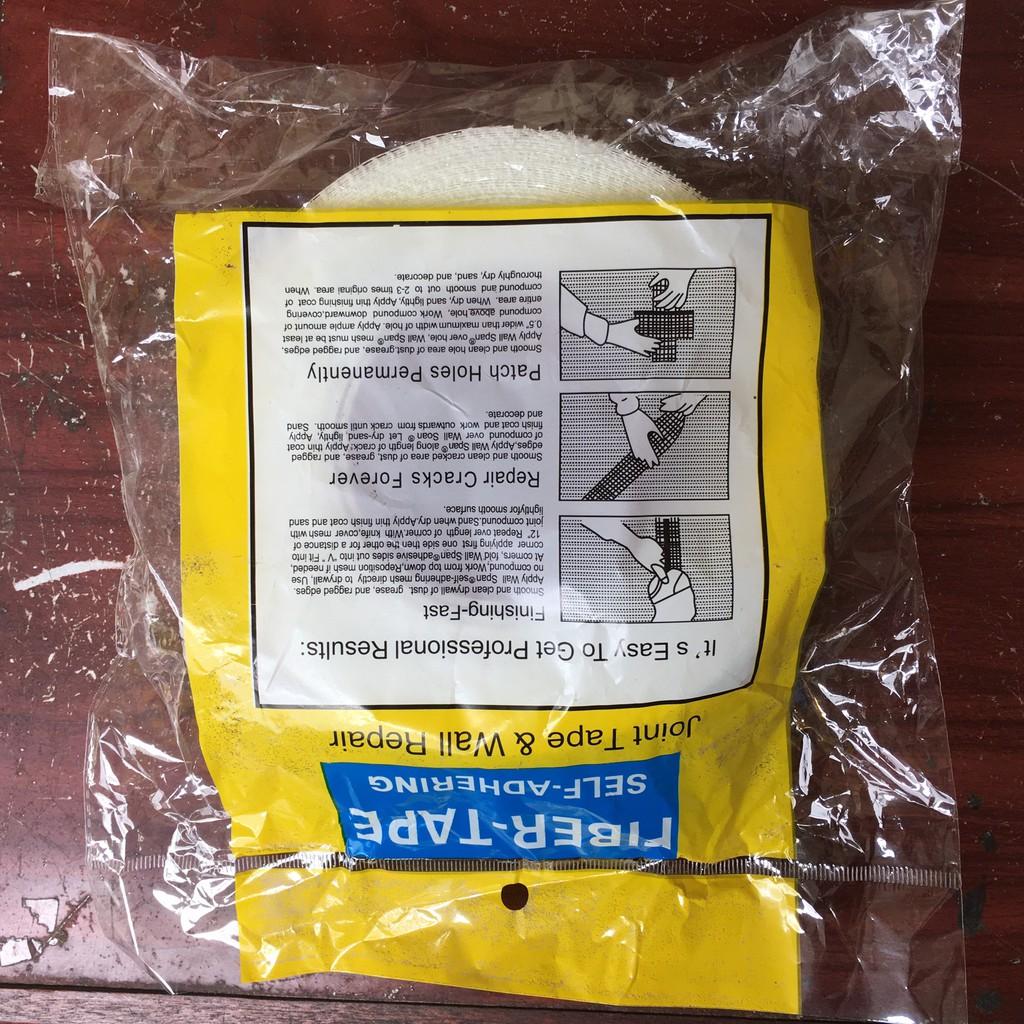 FIBER-TAPE
SELF-ADHERING
Joint Tape & Wall Repair
It's Easy To Get Professional Results:
Finishing-Fast
Smooth and clean drywall of dust. grease, and ragged edges.
Apply Wall Span®self-adhering mesh directly to drywall, Use
no compound,Work from top down,Reposition mesh if needed,
At corners, fold Wall Span®adhesive sides out into "V" Fit into
corner applying first one side then the other for a distance of
12" Repeat over length of corner.With knife,cover mesh with
joint compound.Sand when dry.Apply thin finish coat and sand
lightlyfor smooth surface.
Repair Cracks Forever
Smooth and clean cracked area of dust. grease, and ragged
edges,Apply Wall Span® along length of crack; Apply thin coat
of compound over Wall Soan® Let dry-sand, lightly, Apply
finish coat and work outwards from crack until smooth. Sand
and decorate.
Patch Holes Permanently
Smooth and clean hole area of dust.grease, and ragged edges,
Apply Wall Span® over hole, Wall Span® mesh must be at least
0.5" wider than maximum width of hole. Apply ample amount of
compound above hole, Work compound downward.covering
entire area. When dry, sand lightly, Apply thin finishing coat of
compound and smooth out to 2-3 times original area. When
thoroughly dry, sand, and decorate.